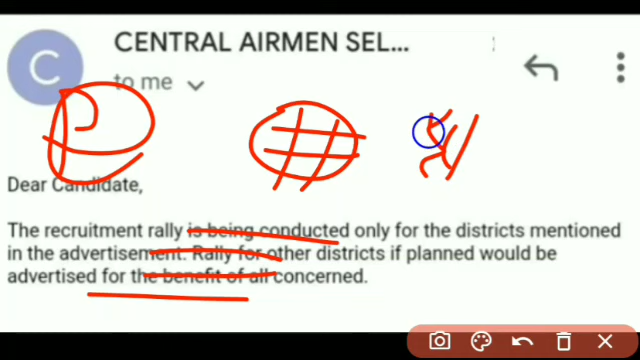 C
CENTRAL AIRMEN SEL...
to me
Dear Candidate,
The recruitment rally is being conducted only for the districts mentioned
in the advertisement. Rally for other districts if planned would be
advertised for the benefit of all concerned.